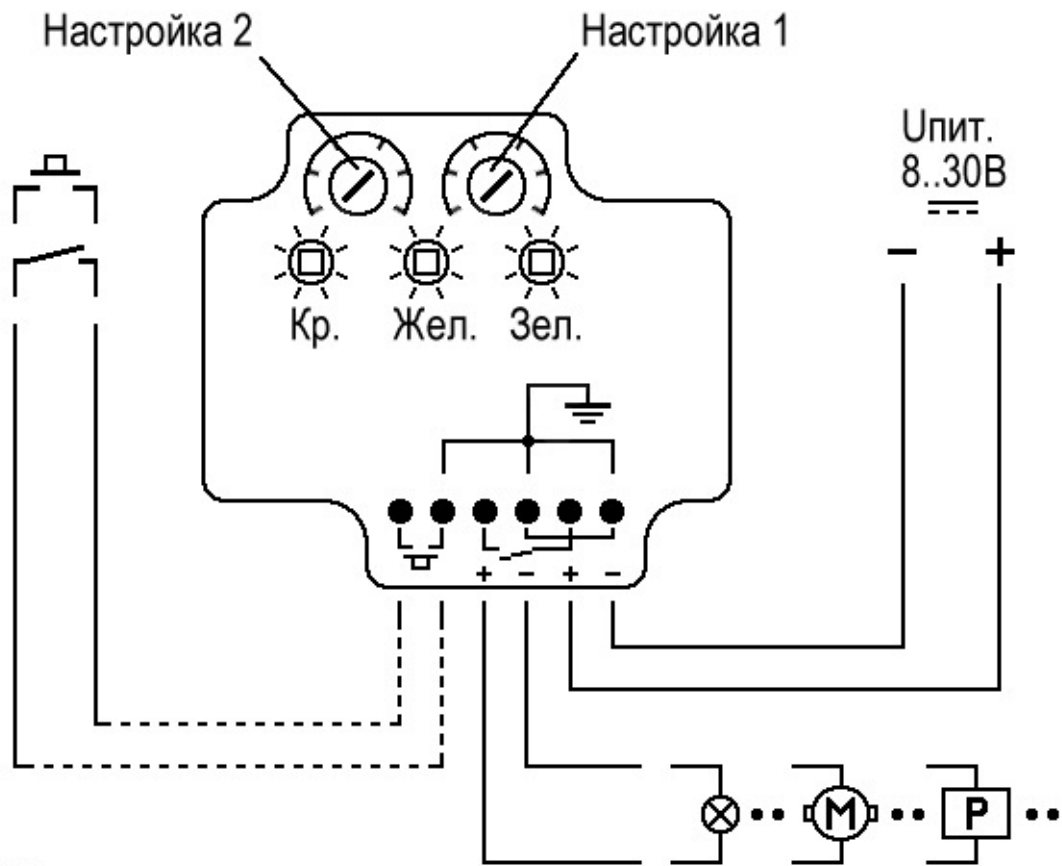 Настройка 2
Настройка 1
Uпит.
8..30В
− +
Кр. Жел. Зел.
+ − + −
M
P